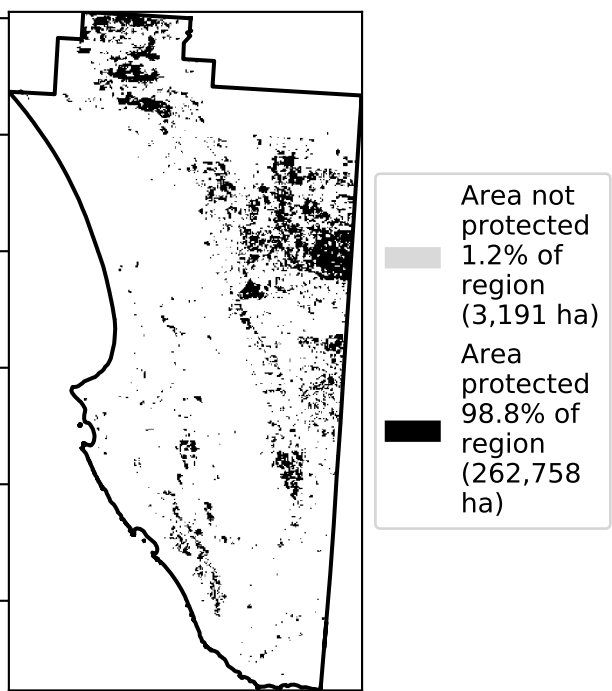 Area not
protected
1.2% of
region
(3,191 ha)
Area
protected
98.8% of
region
(262,758
ha)